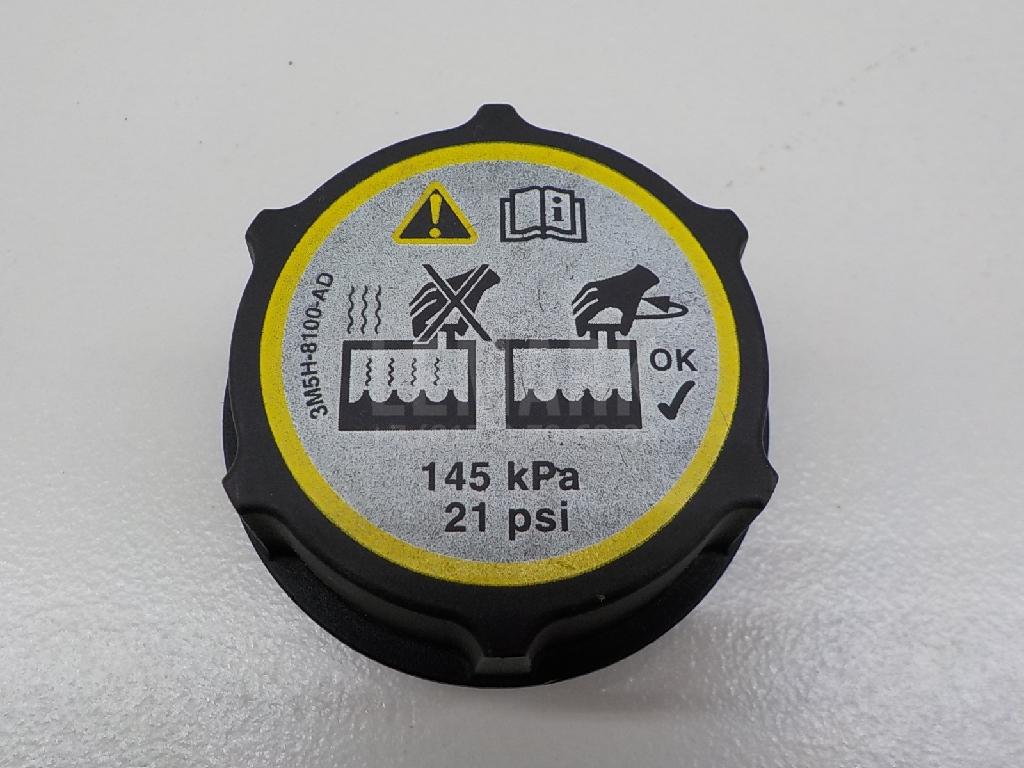 3M5H-8100-AD
OK
145 kPa
21 psi